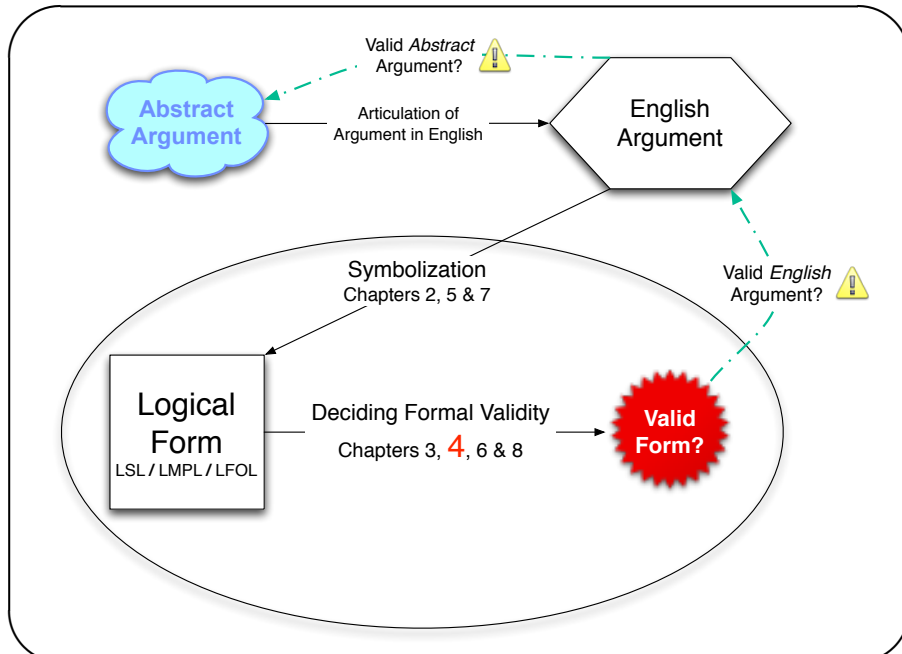 Valid Abstract
Argument?
Abstract
Argument
Articulation of
Argument in English
English
Argument
Symbolization
Chapters 2, 5 & 7
Valid English
Argument?
Logical
Form
LSL / LMPL / LFOL
Deciding Formal Validity
Chapters 3, 4, 6 & 8
Valid
Form?